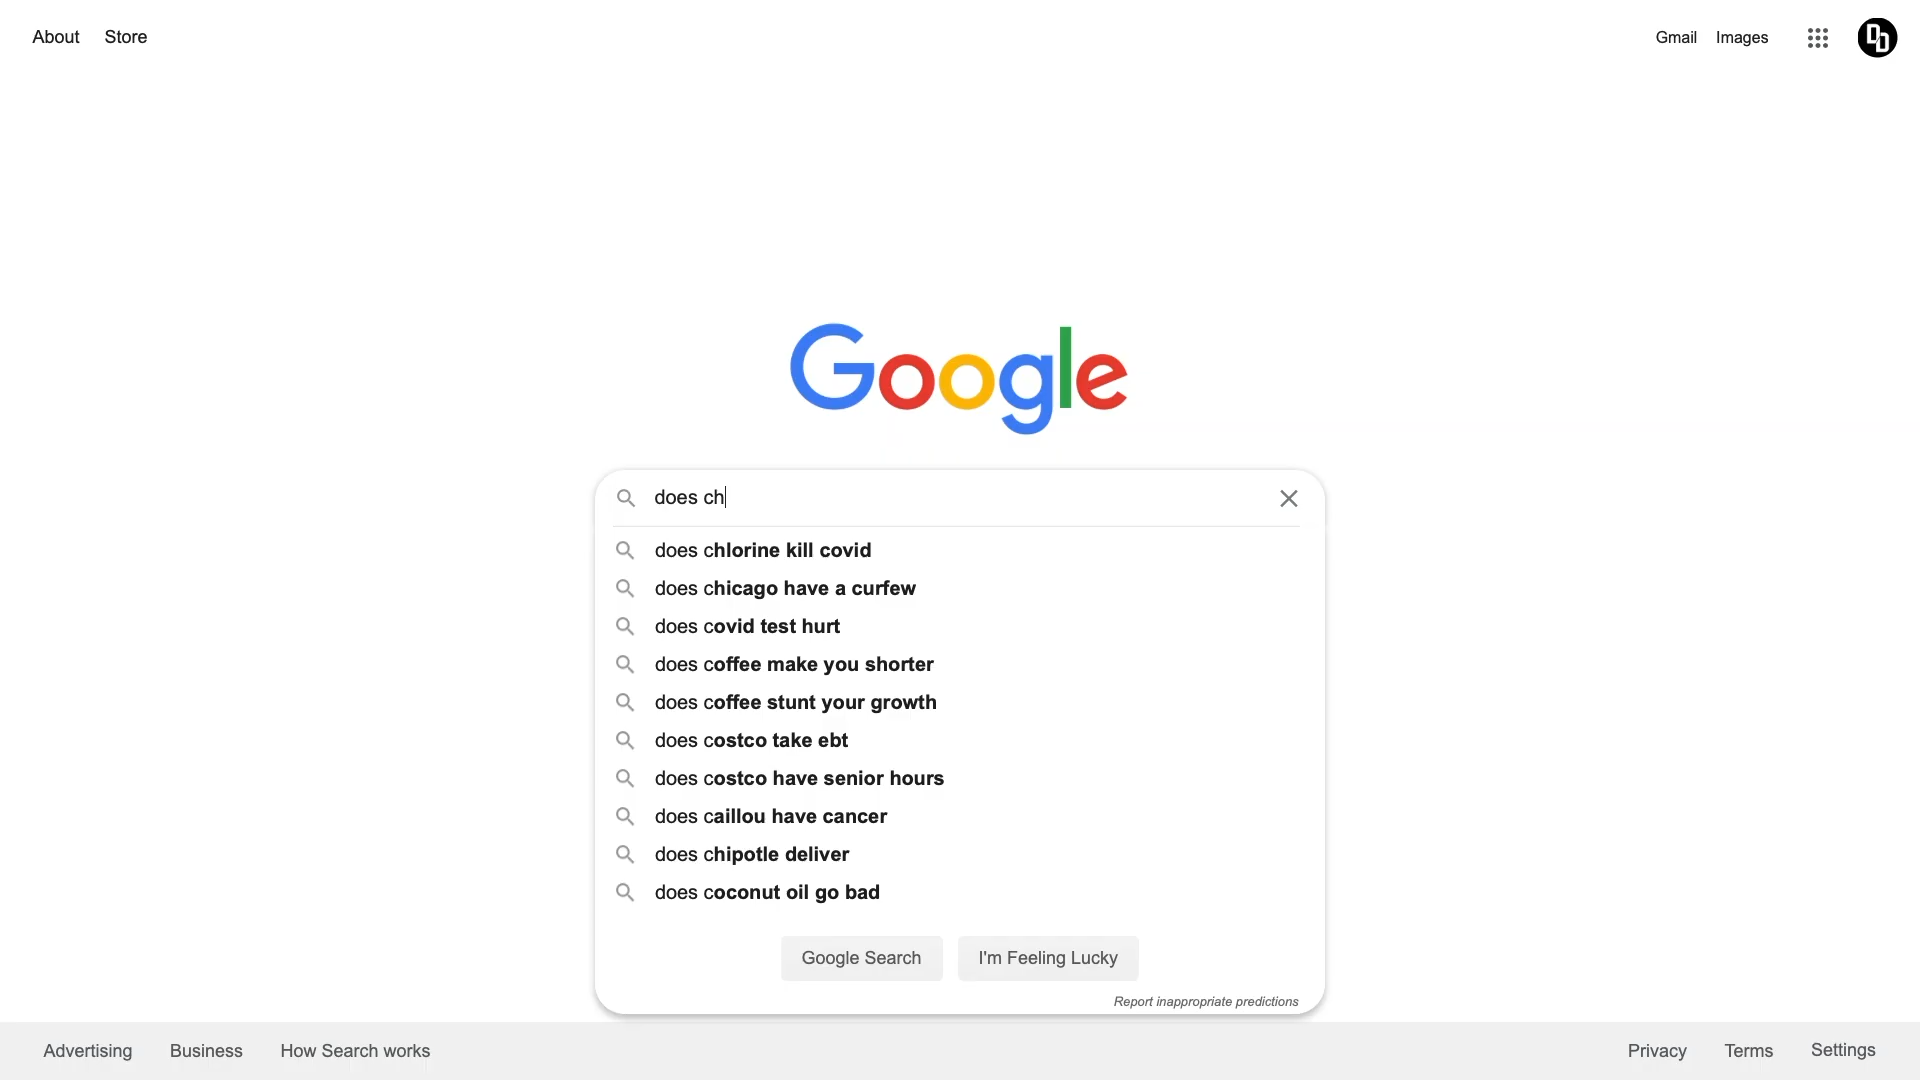 About Store Gmail Images
Google
does ch
does chlorine kill covid
does chicago have a curfew
does covid test hurt
does coffee make you shorter
does coffee stunt your growth
does costco take ebt
does costco have senior hours
does caillou have cancer
does chipotle deliver
does coconut oil go bad
Google Search I'm Feeling Lucky
Report inappropriate predictions
Advertising Business How Search works Privacy Terms Settings